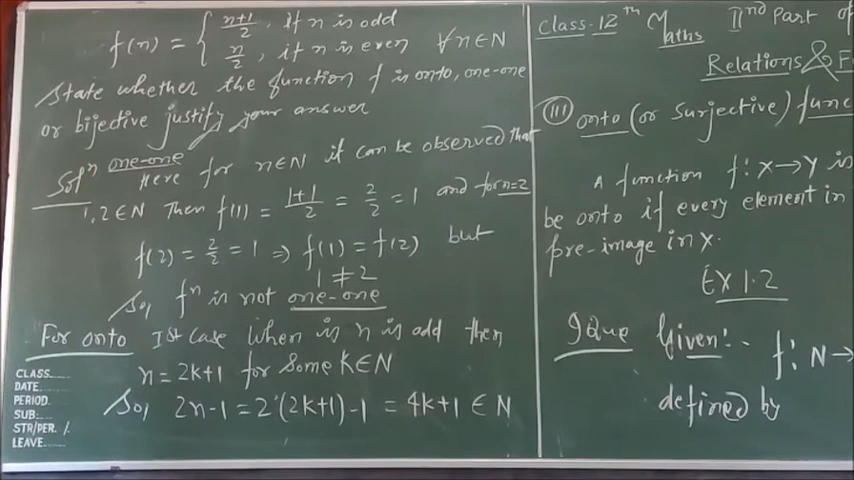 f(n) = { n+1/2, if n is odd
n/2, if n is even ∀ n∈N
State whether the function f is onto, one-one
or bijective justify your answer
Solⁿ one-one
Here for n∈N it can be observed that
1,2∈N Then f(1) = 1+1/2 = 2/2 = 1 and for n=2
f(2) = 2/2 = 1 ⇒ f(1) = f(2) but
1 ≠ 2
So, fⁿ is not one-one
For onto Ist case when is n is odd then
n = 2k+1 for some K∈N
So, 2n-1 = 2(2k+1)-1 = 4k+1 ∈ N
CLASS.....
DATE.....
PERIOD.
SUB:.....
STR/PER. /.
LEAVE.....
Class-12th Maths IInd Part of
Relations & F
(III) onto (or Surjective) func
A function f: X→Y is
be onto if every element in
pre-image in X.
EX 1.2
9 Que Given:- f: N→
defined by